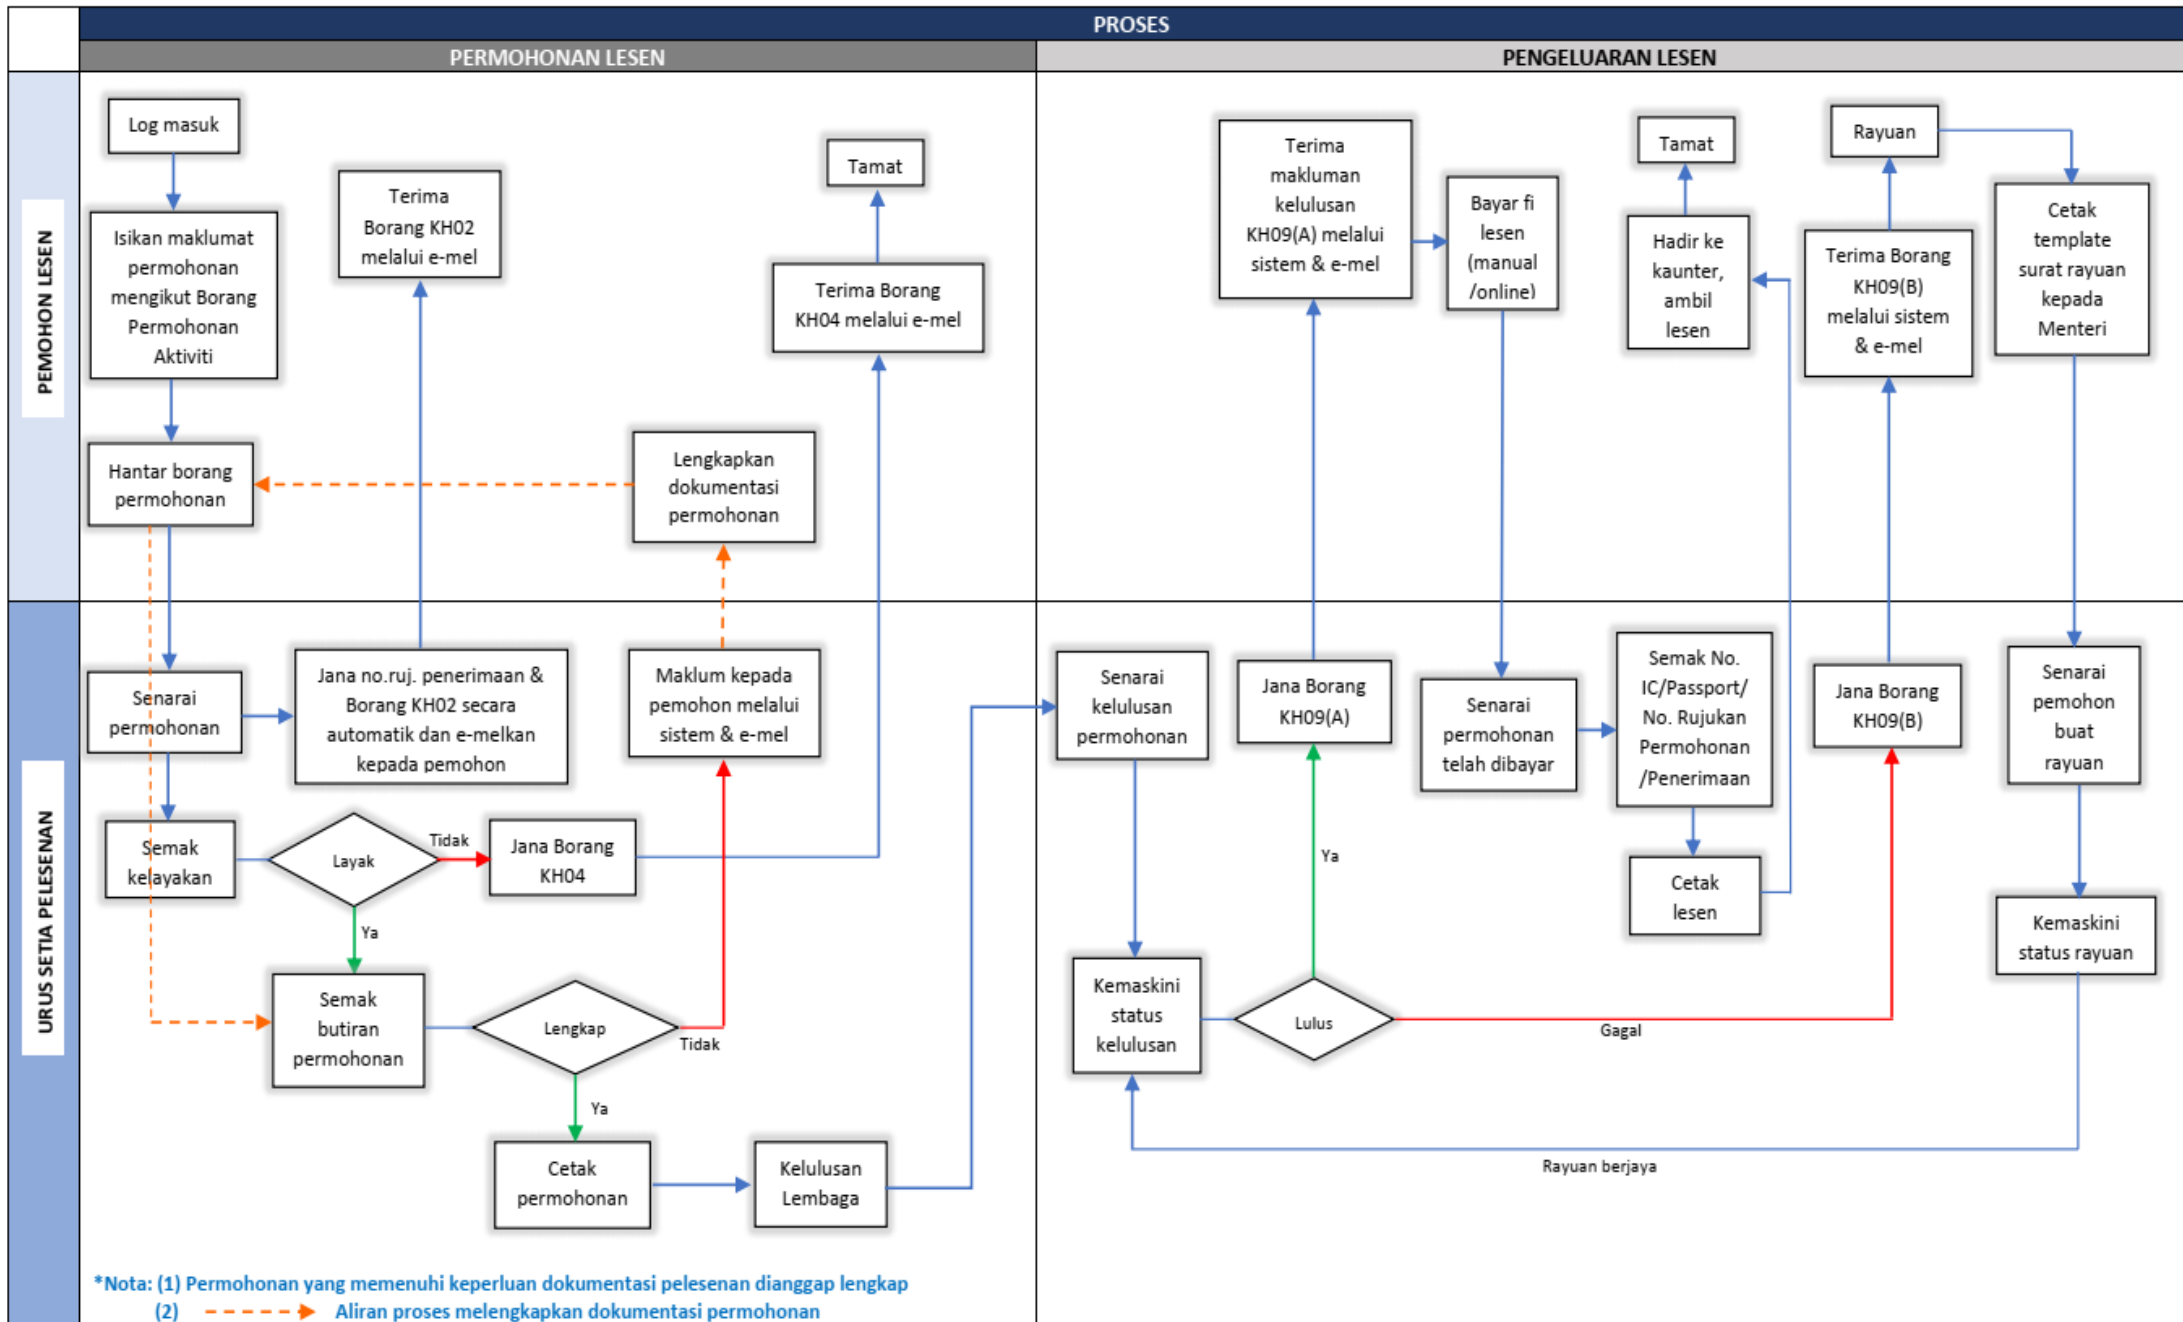 PROSES
PERMOHONAN LESEN
PENGELUARAN LESEN
PEMOHON LESEN
Log masuk
Isikan maklumat
permohonan
mengikut Borang
Permohonan
Aktiviti
Hantar borang
permohonan
Terima
Borang KH02
melalui e-mel
Lengkapkan
dokumentasi
permohonan
Tamat
Terima Borang
KH04 melalui e-mel
Terima
makluman
kelulusan
KH09(A) melalui
sistem & e-mel
Bayar fi
lesen
(manual
/online)
Tamat
Hadir ke
kaunter,
ambil
lesen
Rayuan
Terima Borang
KH09(B)
melalui sistem
& e-mel
Cetak
template
surat rayuan
kepada
Menteri
URUS SETIA PELESENAN
Senarai
permohonan
Jana no.ruj. penerimaan &
Borang KH02 secara
automatik dan e-melkan
kepada pemohon
Maklum kepada
pemohon melalui
sistem & e-mel
Semak
kelayakan
Layak
Tidak
Jana Borang
KH04
Ya
Semak
butiran
permohonan
Lengkap
Tidak
Ya
Cetak
permohonan
Kelulusan
Lembaga
Senarai
kelulusan
permohonan
Jana Borang
KH09(A)
Senarai
permohonan
telah dibayar
Semak No.
IC/Passport/
No. Rujukan
Permohonan
/Penerimaan
Jana Borang
KH09(B)
Senarai
pemohon
buat
rayuan
Ya
Cetak
lesen
Kemaskini
status
kelulusan
Lulus
Gagal
Kemaskini
status rayuan
Rayuan berjaya
*Nota: (1) Permohonan yang memenuhi keperluan dokumentasi pelesenan dianggap lengkap
(2) Aliran proses melengkapkan dokumentasi permohonan